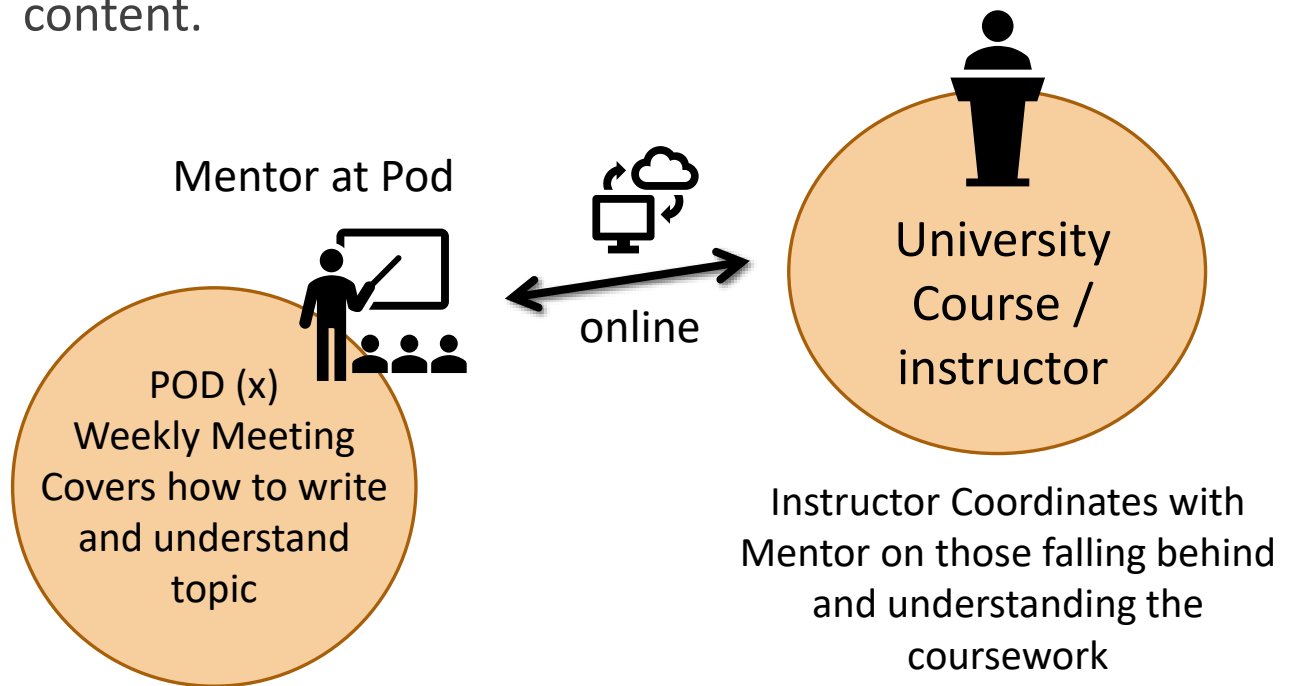 content.
Mentor at Pod
online
University
Course /
instructor
POD (x)
Weekly Meeting
Covers how to write
and understand
topic
Instructor Coordinates with
Mentor on those falling behind
and understanding the
coursework